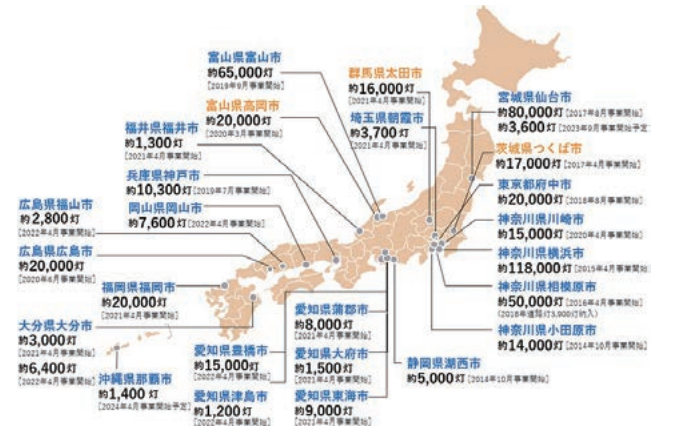 富山県富山市
約65,000灯
[2019年9月事業開始]
富山県高岡市
約20,000灯
[2020年3月事業開始]
福井県福井市
約1,300灯
[2021年4月事業開始]
兵庫県神戸市
約10,300灯 [2019年7月事業開始]
岡山県岡山市
約7,600灯 [2022年4月事業開始]
広島県福山市
約2,800灯
[2022年4月事業開始]
広島県広島市
約20,000灯
[2020年6月事業開始]
福岡県福岡市
約20,000灯
[2021年4月事業開始]
大分県大分市
約3,000灯
[2021年4月事業開始]
約6,400灯
[2022年4月事業開始]
沖縄県那覇市
約1,400灯
[2024年4月事業開始予定]
群馬県太田市
約16,000灯
[2021年4月事業開始]
埼玉県朝霞市
約3,700灯
[2021年4月事業開始]
宮城県仙台市
約80,000灯 [2017年8月事業開始]
約3,600灯 [2023年9月事業開始予定]
茨城県つくば市
約17,000灯 [2017年4月事業開始]
東京都府中市
約20,000灯 [2018年8月事業開始]
神奈川県川崎市
約15,000灯 [2020年4月事業開始]
神奈川県横浜市
約118,000灯 [2015年4月事業開始]
神奈川県相模原市
約50,000灯 [2016年4月事業開始]
(2018年道路灯3,900灯納入)
神奈川県小田原市
約14,000灯 [2014年10月事業開始]
静岡県湖西市
約5,000灯 [2014年10月事業開始]
愛知県蒲郡市
約8,000灯
[2021年4月事業開始]
愛知県大府市
約1,500灯
[2021年4月事業開始]
愛知県東海市
約9,000灯
[2021年4月事業開始]
愛知県豊橋市
約15,000灯
[2022年4月事業開始]
愛知県津島市
約1,200灯
[2022年4月事業開始]